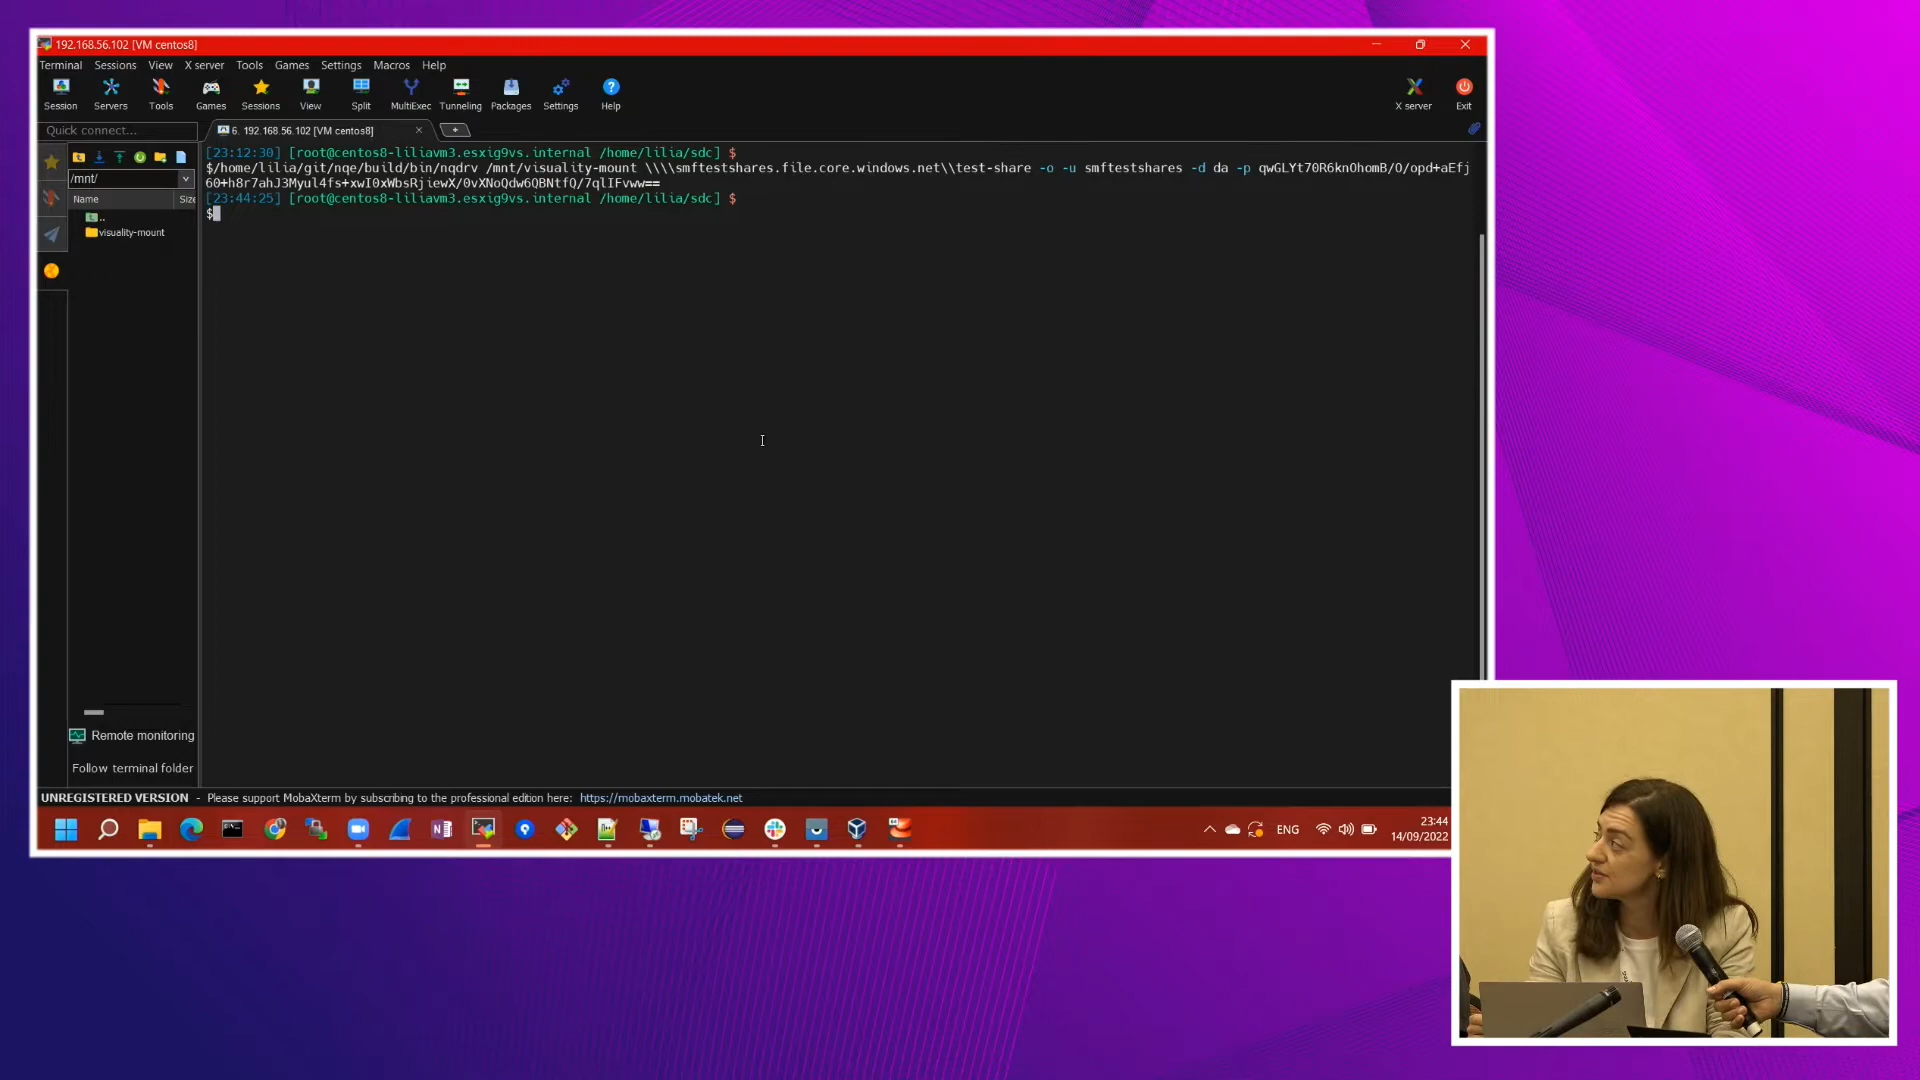 192.168.56.102 [VM centos8]
Terminal Sessions View X server Tools Games Settings Macros Help
Session Servers Tools Games Sessions View Split MultiExec Tunneling Packages Settings Help X server Exit
Quick connect... 6. 192.168.56.102 [VM centos8]
[23:12:30] [root@centos8-liliavm3.esxig9vs.internal /home/lilia/sdc] $
$/home/lilia/git/nqe/build/bin/nqdrv /mnt/visuality-mount \\\\smftestshares.file.core.windows.net\\test-share -o -u smftestshares -d da -p qwGLYt70R6knOhomB/O/opd+aEfj
60+h8r7ahJ3Myul4fs+xwI0xWbsRjiewX/0vXNoQdw6QBNtfQ/7qlIFvww==
[23:44:25] [root@centos8-liliavm3.esxig9vs.internal /home/lilia/sdc] $
$
/mnt/
Name Size
..
visuality-mount
Remote monitoring
Follow terminal folder
UNREGISTERED VERSION - Please support MobaXterm by subscribing to the professional edition here: https://mobaxterm.mobatek.net
ENG
23:44
14/09/2022